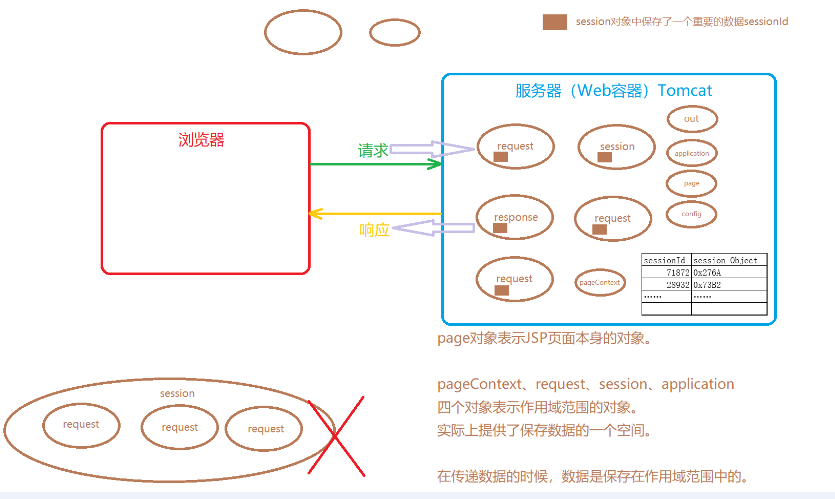 session对象中保存了一个重要的数据sessionId
服务器（Web容器）Tomcat
浏览器
请求
响应
request
session
out
application
page
config
response
request
request
pageContext
sessionId session Object
71872 0x276A
28932 0x73B2
…… ……
page对象表示JSP页面本身的对象。
pageContext、request、session、application
四个对象表示作用域范围的对象。
实际上提供了保存数据的一个空间。
在传递数据的时候，数据是保存在作用域范围中的。
session
request
request
request